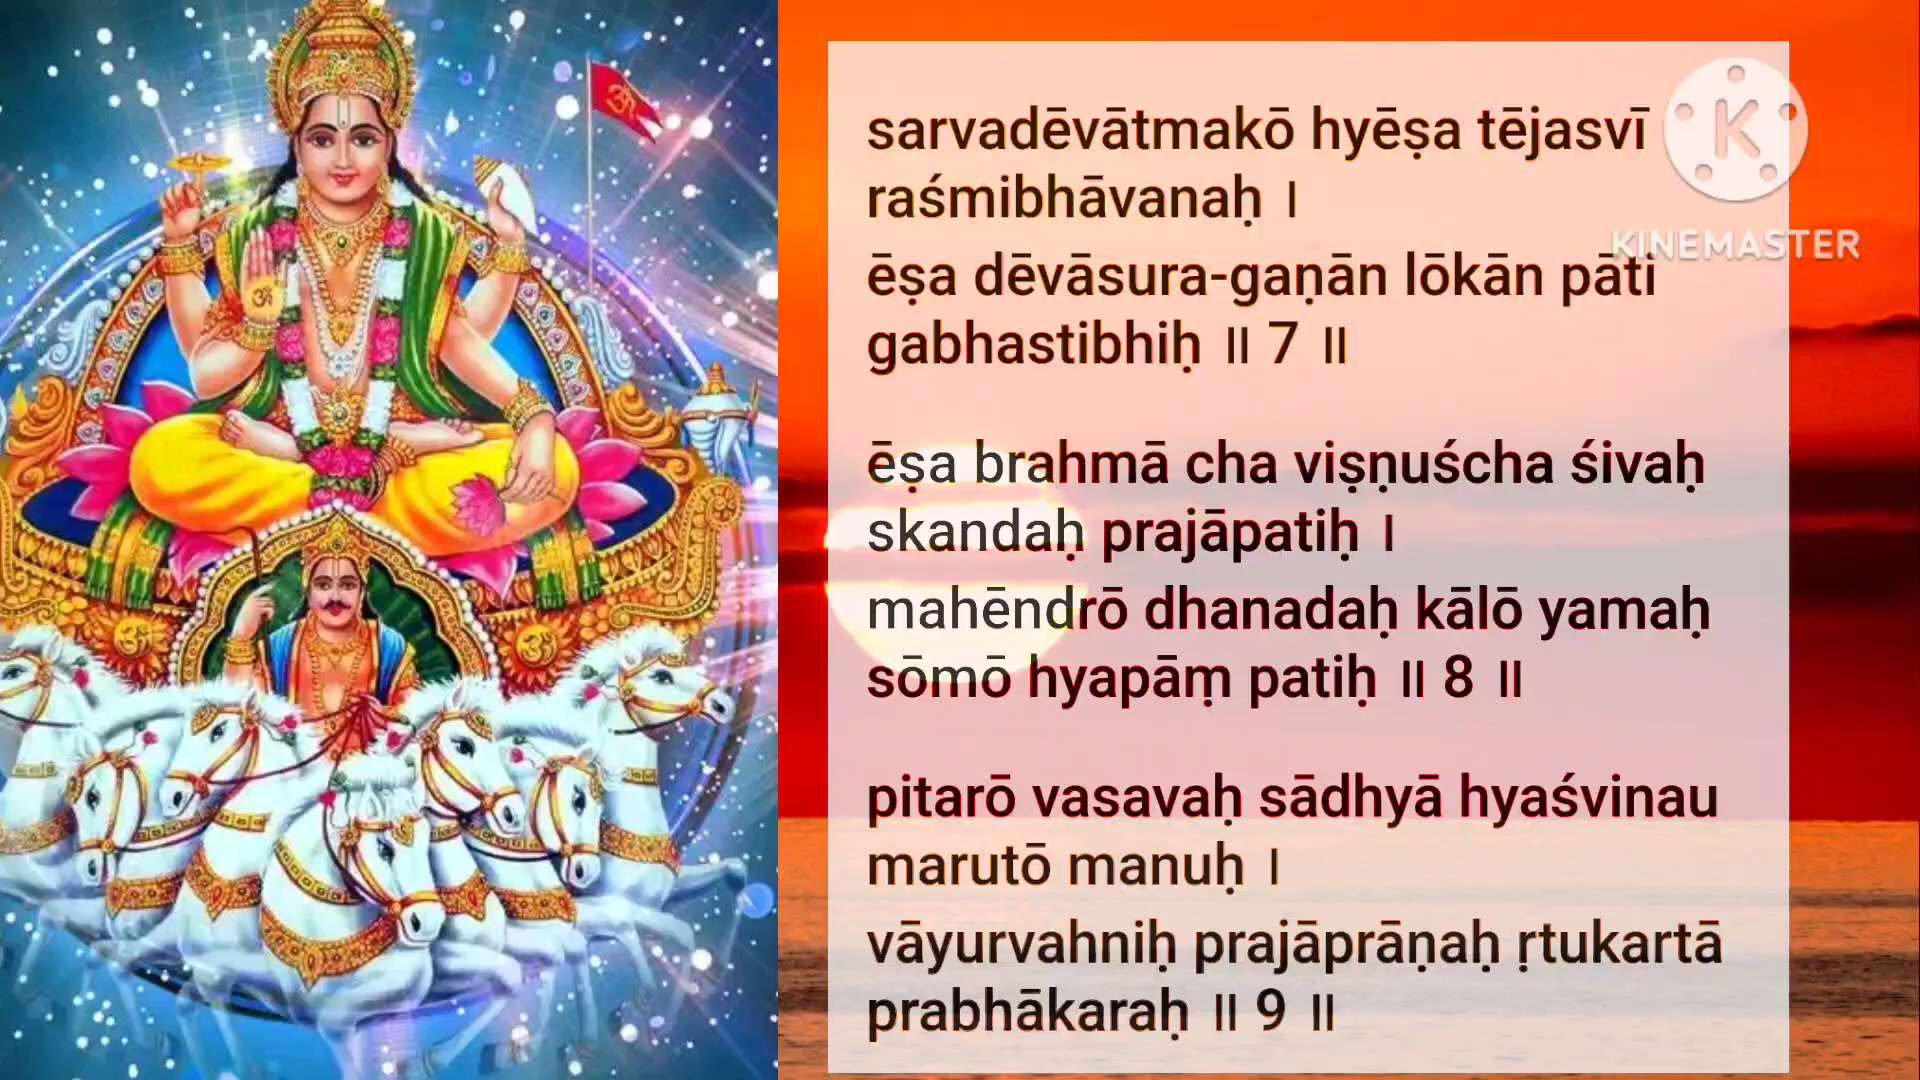 sarvadēvātmakō hyēṣa tējasvī
raśmibhāvanaḥ ।
ēṣa dēvāsura-gaṇān lōkān pāti
gabhastibhiḥ ॥ 7 ॥
ēṣa brahmā cha viṣṇuścha śivaḥ
skandaḥ prajāpatiḥ ।
mahēndrō dhanadaḥ kālō yamaḥ
sōmō hyapāṃ patiḥ ॥ 8 ॥
pitarō vasavaḥ sādhyā hyaśvinau
marutō manuḥ ।
vāyurvahniḥ prajāprāṇaḥ ṛtukartā
prabhākaraḥ ॥ 9 ॥
K
KINEMASTER
ॐ
ॐ
ॐ
ॐ